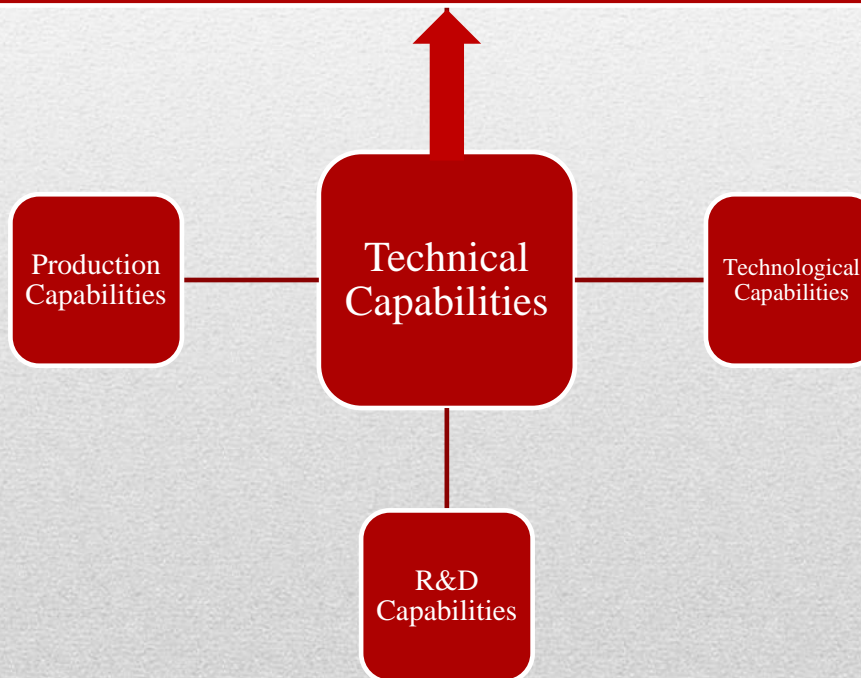 Technical
Capabilities
Production
Capabilities
Technological
Capabilities
R&D
Capabilities